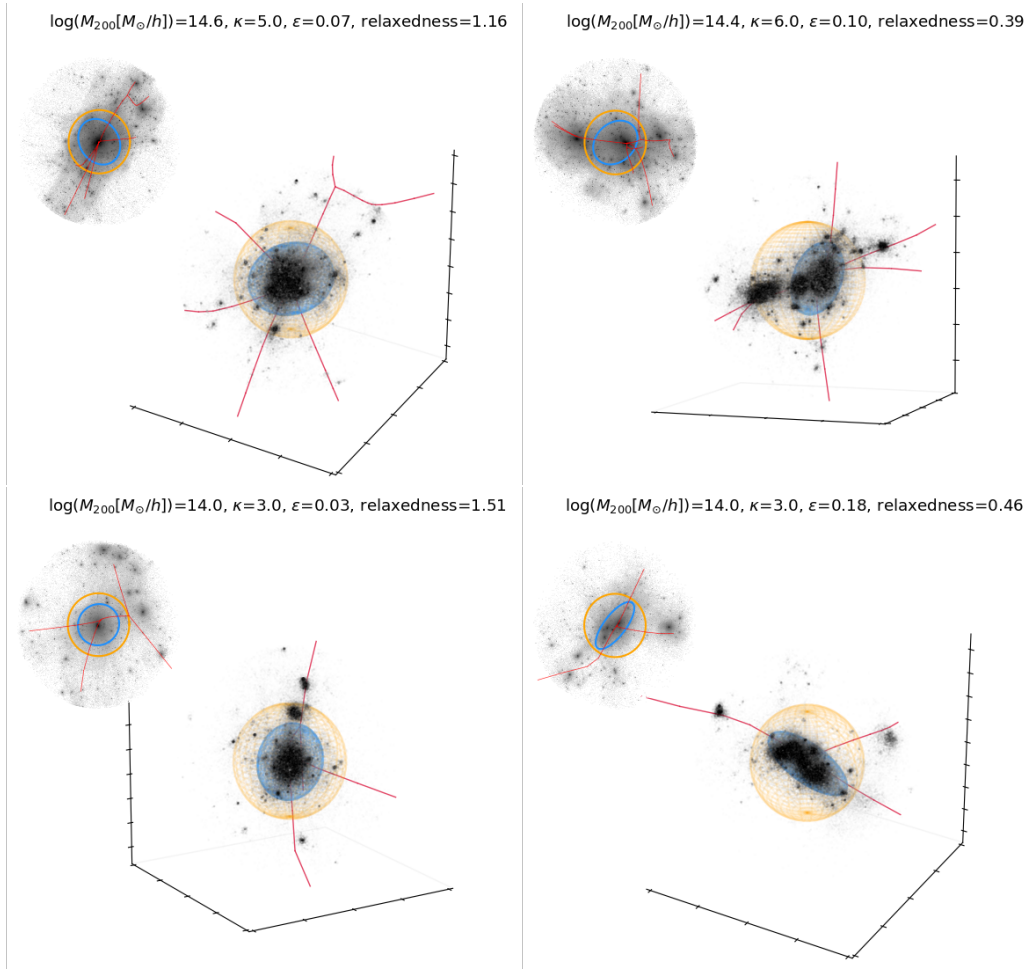 log(M₂₀₀[M⊙/h])=14.6, κ=5.0, ε=0.07, relaxedness=1.16
log(M₂₀₀[M⊙/h])=14.4, κ=6.0, ε=0.10, relaxedness=0.39
log(M₂₀₀[M⊙/h])=14.0, κ=3.0, ε=0.03, relaxedness=1.51
log(M₂₀₀[M⊙/h])=14.0, κ=3.0, ε=0.18, relaxedness=0.46